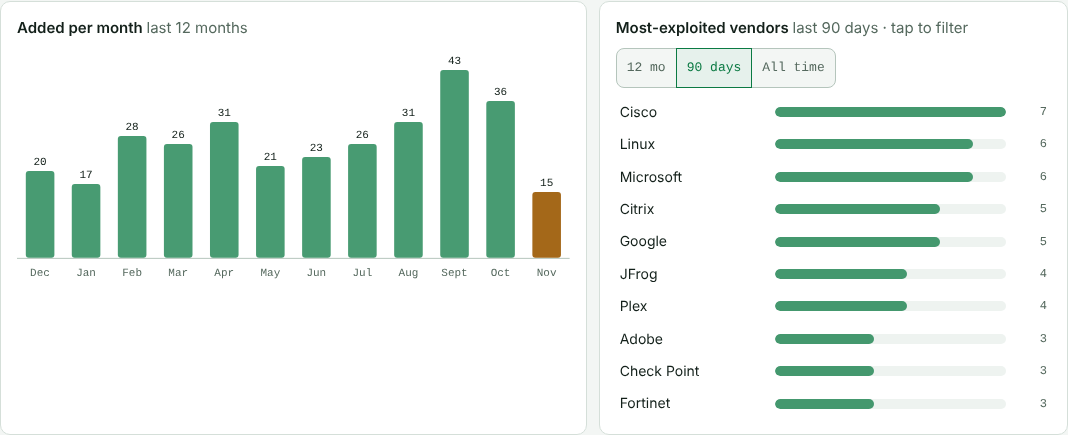 Added per month last 12 months
43
36
31
31
28
26
26
23
21
20
17
15
Dec Jan Feb Mar Apr May Jun Jul Aug Sept Oct Nov
Most-exploited vendors last 90 days · tap to filter
12 mo 90 days All time
Cisco 7
Linux 6
Microsoft 6
Citrix 5
Google 5
JFrog 4
Plex 4
Adobe 3
Check Point 3
Fortinet 3